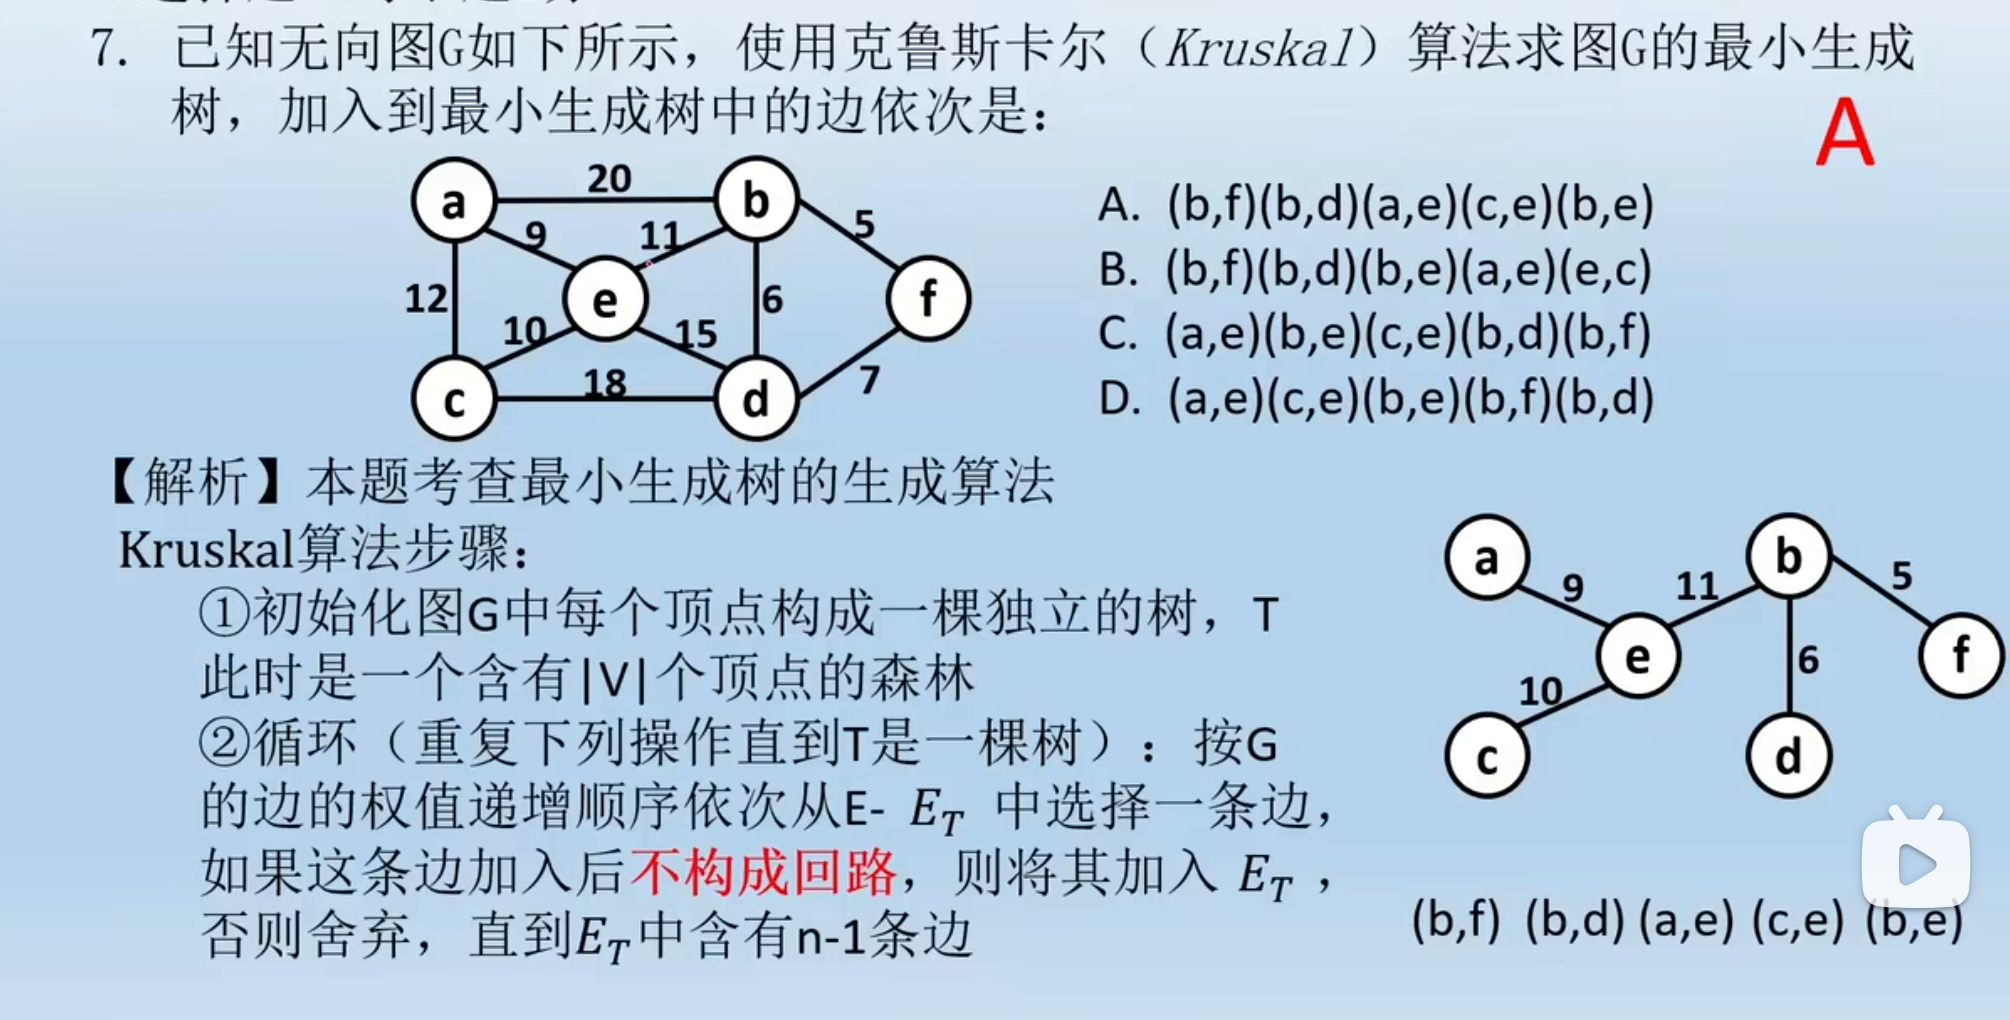 7. 已知无向图G如下所示，使用克鲁斯卡尔（Kruskal）算法求图G的最小生成
树，加入到最小生成树中的边依次是：
A
a
20
b
9
11
5
12
e
6
f
10
15
c
18
d
7
A. (b,f)(b,d)(a,e)(c,e)(b,e)
B. (b,f)(b,d)(b,e)(a,e)(e,c)
C. (a,e)(b,e)(c,e)(b,d)(b,f)
D. (a,e)(c,e)(b,e)(b,f)(b,d)
【解析】本题考查最小生成树的生成算法
Kruskal算法步骤：
①初始化图G中每个顶点构成一棵独立的树，T
此时是一个含有|V|个顶点的森林
②循环（重复下列操作直到T是一棵树）：按G
的边的权值递增顺序依次从E- E_T 中选择一条边，
如果这条边加入后不构成回路，则将其加入 E_T ，
否则舍弃，直到E_T中含有n-1条边
a
b
9
11
5
e
6
f
10
c
d
(b,f) (b,d) (a,e) (c,e) (b,e)